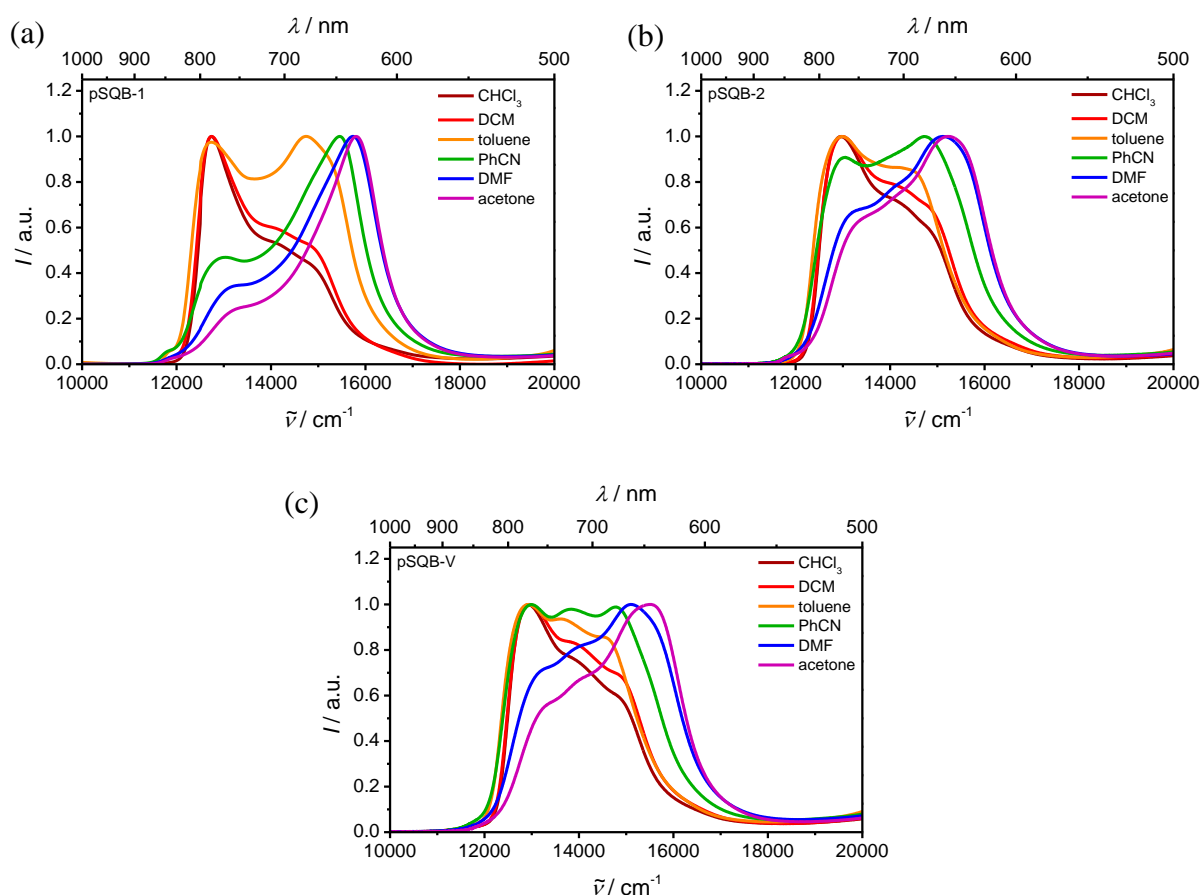 (a)
λ / nm
1000 900 800 700 600 500
pSQB-1
CHCl₃
DCM
toluene
PhCN
DMF
acetone
I / a.u.
1.2
1.0
0.8
0.6
0.4
0.2
0.0
10000 12000 14000 16000 18000 20000
ṽ / cm⁻¹
(b)
λ / nm
1000 900 800 700 600 500
pSQB-2
CHCl₃
DCM
toluene
PhCN
DMF
acetone
I / a.u.
1.2
1.0
0.8
0.6
0.4
0.2
0.0
10000 12000 14000 16000 18000 20000
ṽ / cm⁻¹
(c)
λ / nm
1000 900 800 700 600 500
pSQB-V
CHCl₃
DCM
toluene
PhCN
DMF
acetone
I / a.u.
1.2
1.0
0.8
0.6
0.4
0.2
0.0
10000 12000 14000 16000 18000 20000
ṽ / cm⁻¹